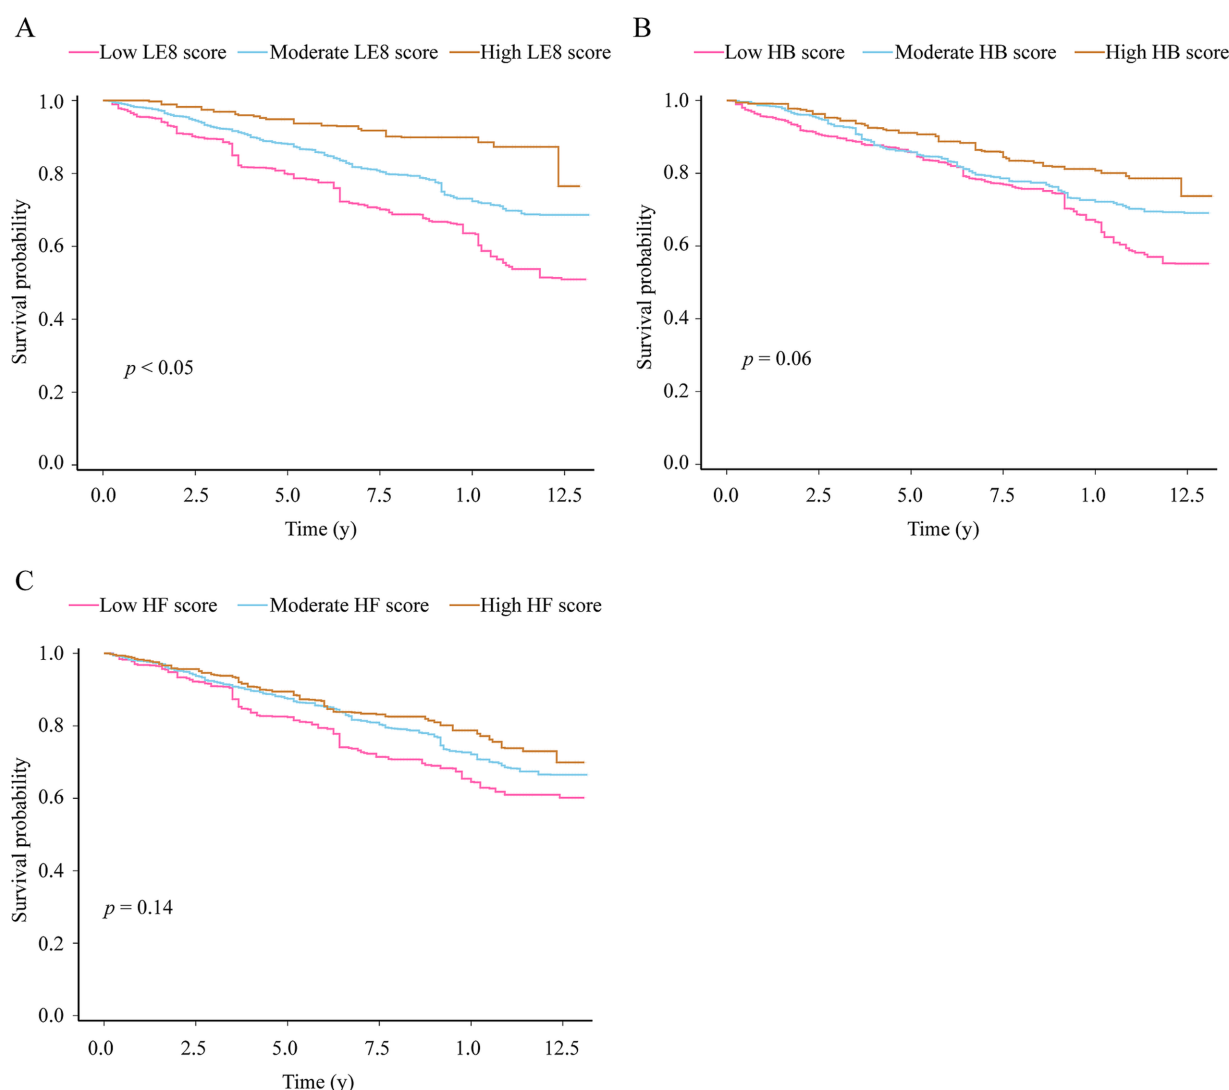 A
Low LE8 score Moderate LE8 score High LE8 score
1.0
0.8
0.6
0.4
0.2
0.0
Survival probability
p < 0.05
0.0 2.5 5.0 7.5 1.0 12.5
Time (y)
B
Low HB score Moderate HB score High HB score
1.0
0.8
0.6
0.4
0.2
0.0
Survival probability
p = 0.06
0.0 2.5 5.0 7.5 1.0 12.5
Time (y)
C
Low HF score Moderate HF score High HF score
1.0
0.8
0.6
0.4
0.2
0.0
Survival probability
p = 0.14
0.0 2.5 5.0 7.5 1.0 12.5
Time (y)